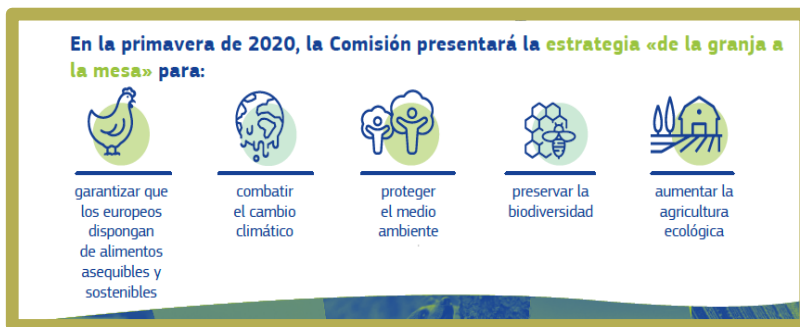 En la primavera de 2020, la Comisión presentará la estrategia «de la granja a
la mesa» para:
garantizar que
los europeos
dispongan
de alimentos
asequibles y
sostenibles
combatir
el cambio
climático
proteger
el medio
ambiente
preservar la
biodiversidad
aumentar la
agricultura
ecológica